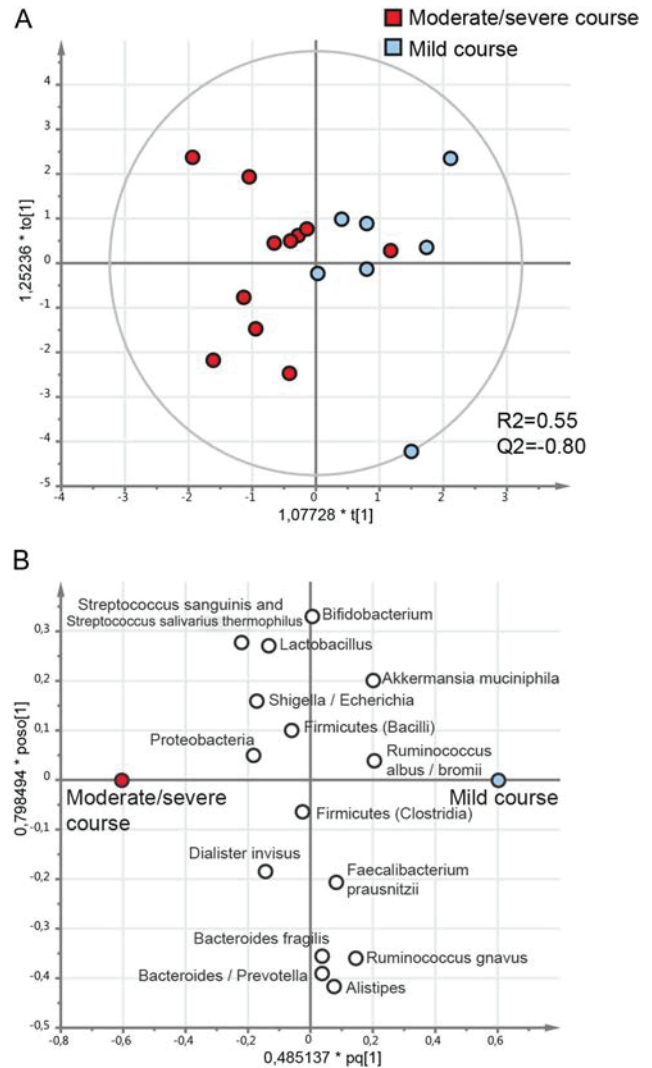 A
Moderate/severe course
Mild course
4
3
2
1
0
-1
-2
-3
-4
-5
1,25236 * to[1]
R2=0.55
Q2=-0.80
-4
-3
-2
-1
0
1
2
3
1,07728 * t[1]
B
Streptococcus sanguinis and
Streptococcus salivarius thermophilus
Bifidobacterium
0,3
Lactobacillus
0,2
Akkermansia muciniphila
Shigella / Echerichia
0,1
Firmicutes (Bacilli)
Proteobacteria
Ruminococcus
albus / bromii
0
Moderate/severe
course
Mild course
-0,1
Firmicutes (Clostridia)
Dialister invisus
-0,2
Faecalibacterium
prausnitzii
-0,3
Bacteroides fragilis
Ruminococcus gnavus
-0,4
Bacteroides / Prevotella
Alistipes
-0,5
0,798494 * poso[1]
-0,8
-0,6
-0,4
-0,2
0
0,2
0,4
0,6
0,485137 * pq[1]